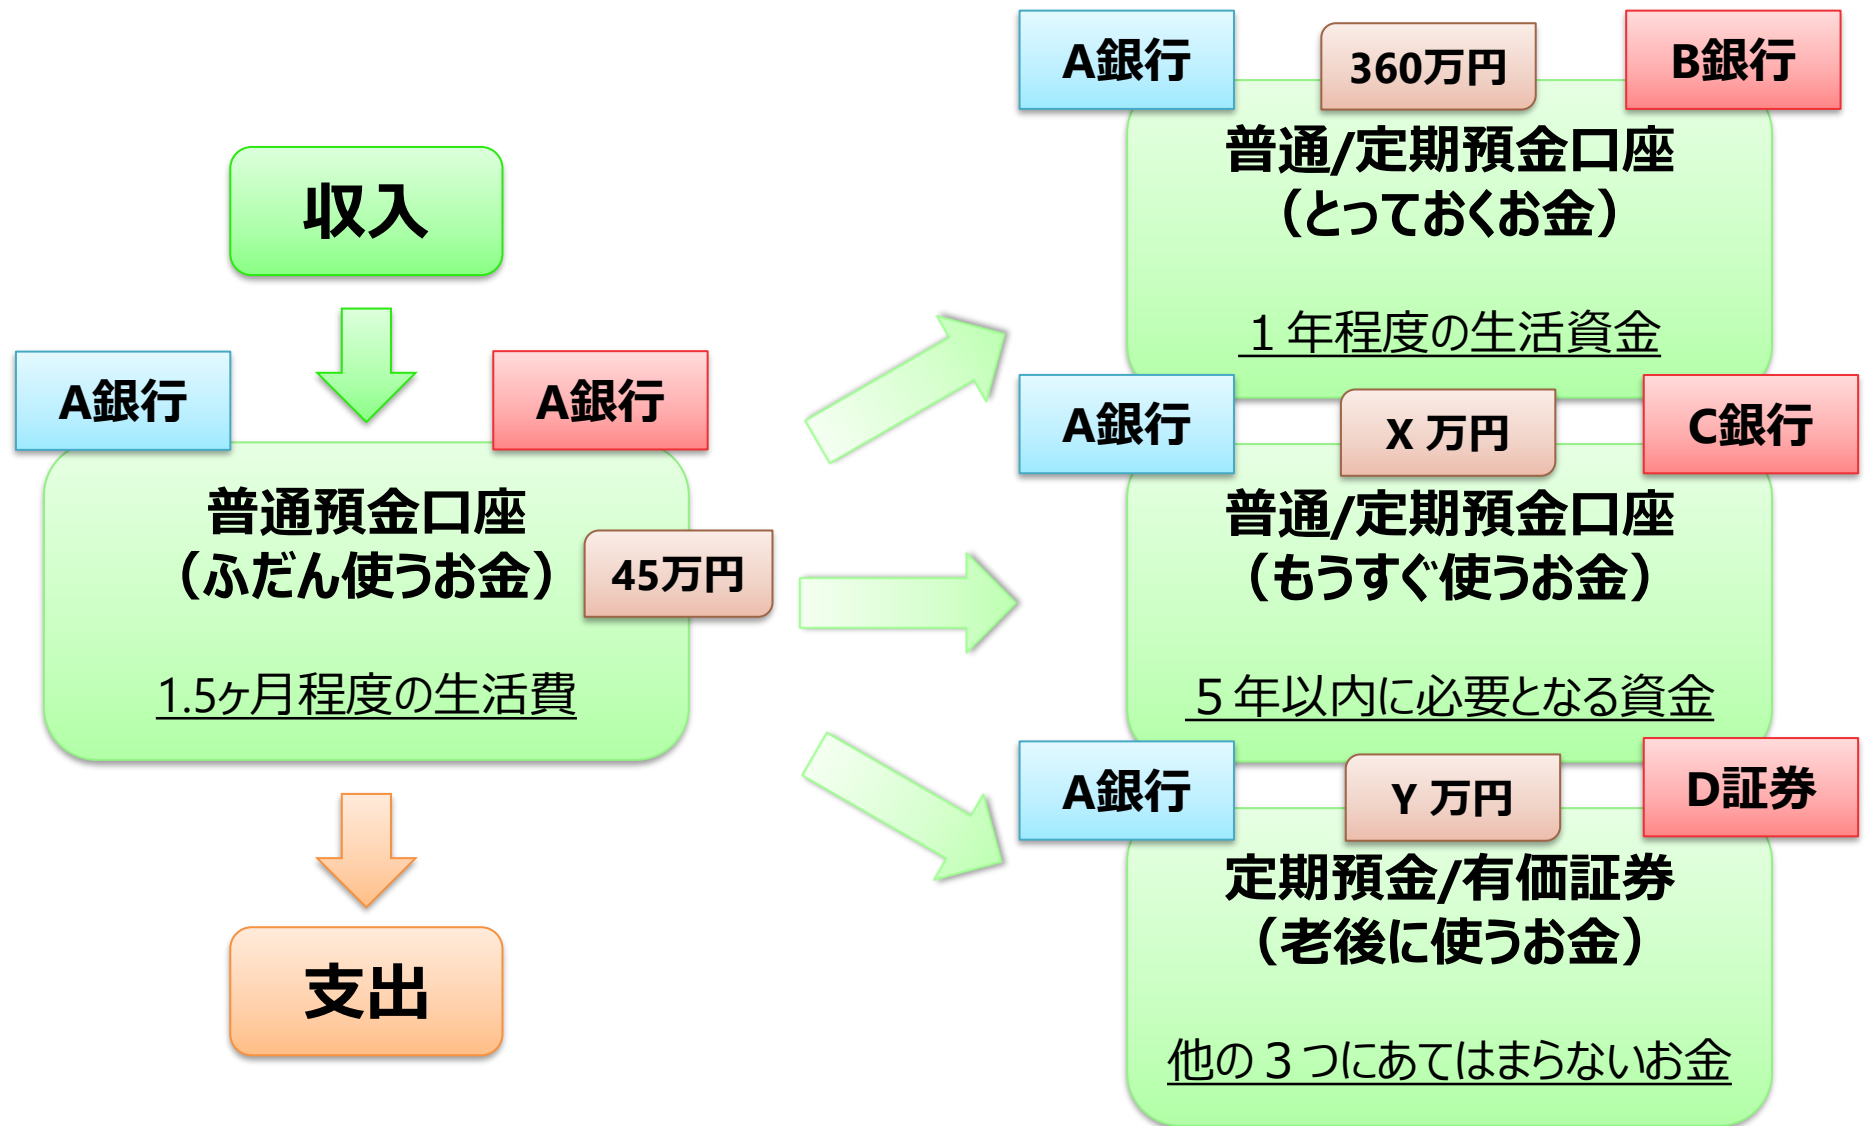 収入
A銀行
A銀行
普通預金口座
（ふだん使うお金）
45万円
1.5ヶ月程度の生活費
支出
A銀行
360万円
B銀行
普通/定期預金口座
（とっておくお金）
１年程度の生活資金
A銀行
X 万円
C銀行
普通/定期預金口座
（もうすぐ使うお金）
５年以内に必要となる資金
A銀行
Y 万円
D証券
定期預金/有価証券
（老後に使うお金）
他の３つにあてはまらないお金